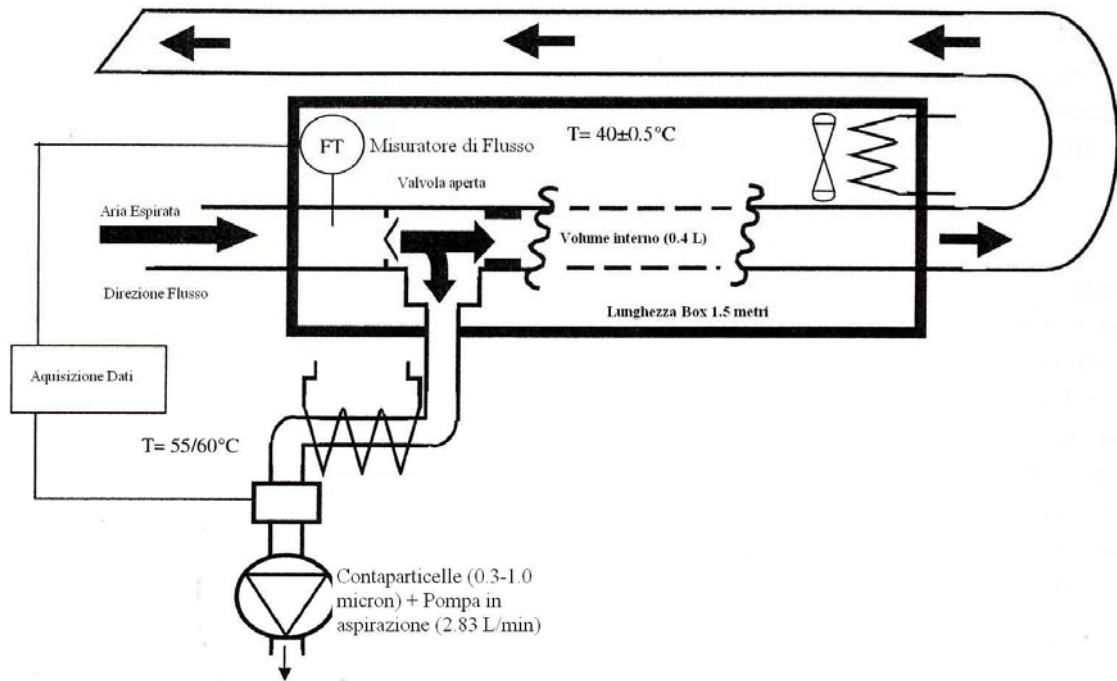 T= 40±0.5°C
FT
Misuratore di Flusso
Valvola aperta
Aria Espirata
Volume interno (0.4 L)
Direzione Flusso
Lunghezza Box 1.5 metri
Aquisizione Dati
T= 55/60°C
Contaparticelle (0.3-1.0
micron) + Pompa in
aspirazione (2.83 L/min)